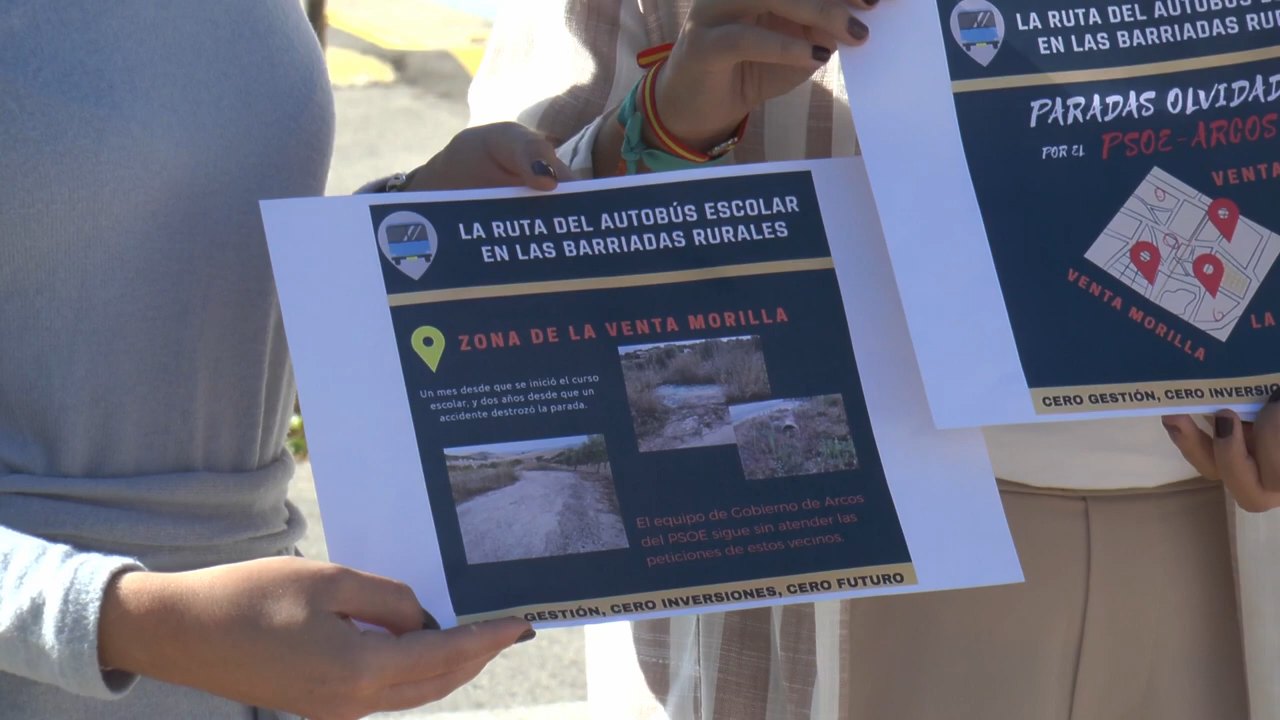 LA RUTA DEL AUTOBÚS ESCOLAR
EN LAS BARRIADAS RURALES
ZONA DE LA VENTA MORILLA
Un mes desde que se inició el curso
escolar, y dos años desde que un
accidente destrozó la parada.
El equipo de Gobierno de Arcos
del PSOE sigue sin atender las
peticiones de estos vecinos.
GESTIÓN, CERO INVERSIONES, CERO FUTURO
LA RUTA DEL AUTOBÚS
EN LAS BARRIADAS
PARADAS
POR EL PSOE-ARCOS
VENTA
VENTA MORILLA
LA
CERO GESTIÓN, CERO